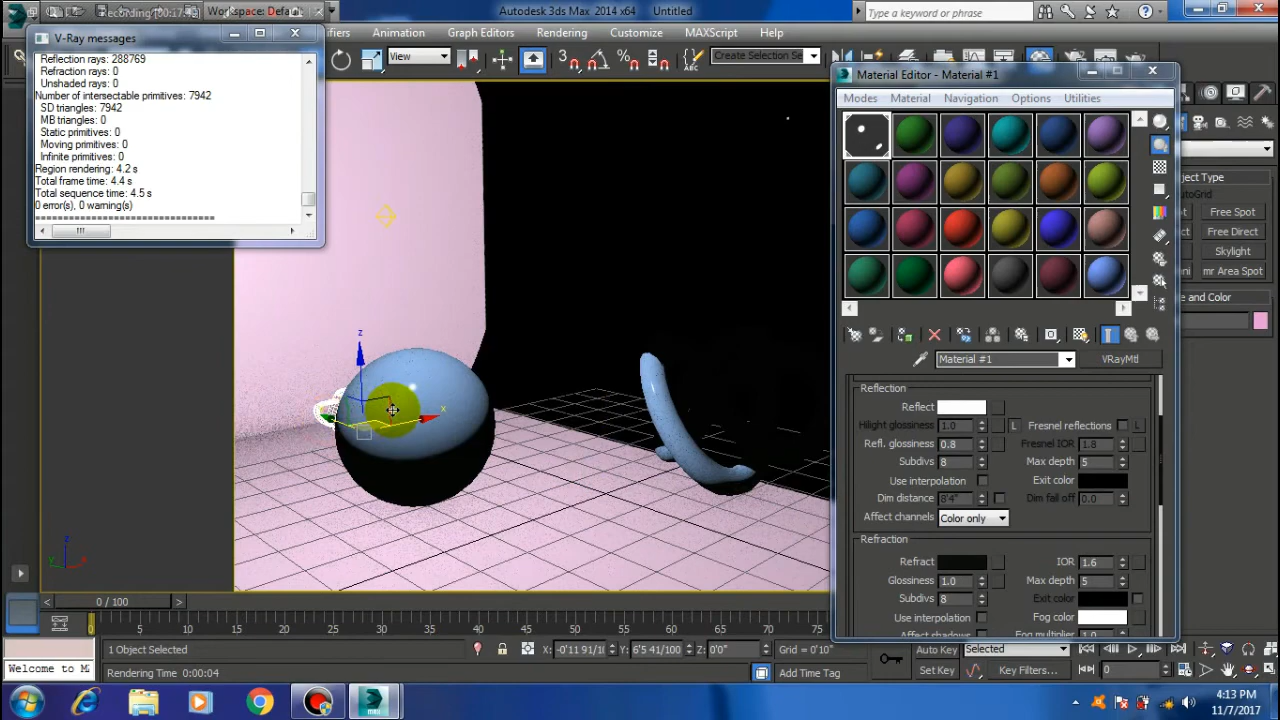 Recording [00:17:
Workspace: Default
Autodesk 3ds Max 2014 x64
Untitled
Type a keyword or phrase
V-Ray messages
ifiers
Animation
Graph Editors
Rendering
Customize
MAXScript
Help
View
Create Selection Se
Reflection rays: 288769
Refraction rays: 0
Unshaded rays: 0
Number of intersectable primitives: 7942
SD triangles: 7942
MB triangles: 0
Static primitives: 0
Moving primitives: 0
Infinite primitives: 0
Region rendering: 4.2 s
Total frame time: 4.4 s
Total sequence time: 4.5 s
0 error(s), 0 warning(s)
================================
Material Editor - Material #1
Modes
Material
Navigation
Options
Utilities
Object Type
AutoGrid
Free Spot
Free Direct
Skylight
mr Area Spot
e and Color
Material #1
VRayMtl
Reflection
Reflect
Hilight glossiness 1.0
L
Fresnel reflections
L
Refl. glossiness 0.8
Fresnel IOR 1.8
Subdivs 8
Max depth 5
Use interpolation
Exit color
Dim distance 8'4"
Dim fall off 0.0
Affect channels Color only
Refraction
Refract
IOR 1.6
Glossiness 1.0
Max depth 5
Subdivs 8
Exit color
Use interpolation
Fog color
Affect shadows
Fog multiplier 1.0
z
x
z
y
x
0 / 100
0 5 10 15 20 25 30 35 40 45 50 55 60 65 70 75
1 Object Selected
X: -0'11 91/10
Y: 6'5 41/100
Z: 0'0"
Grid = 0'10"
Auto Key
Selected
Welcome to M
Rendering Time 0:00:04
Add Time Tag
Set Key
Key Filters...
0
4:13 PM
11/7/2017